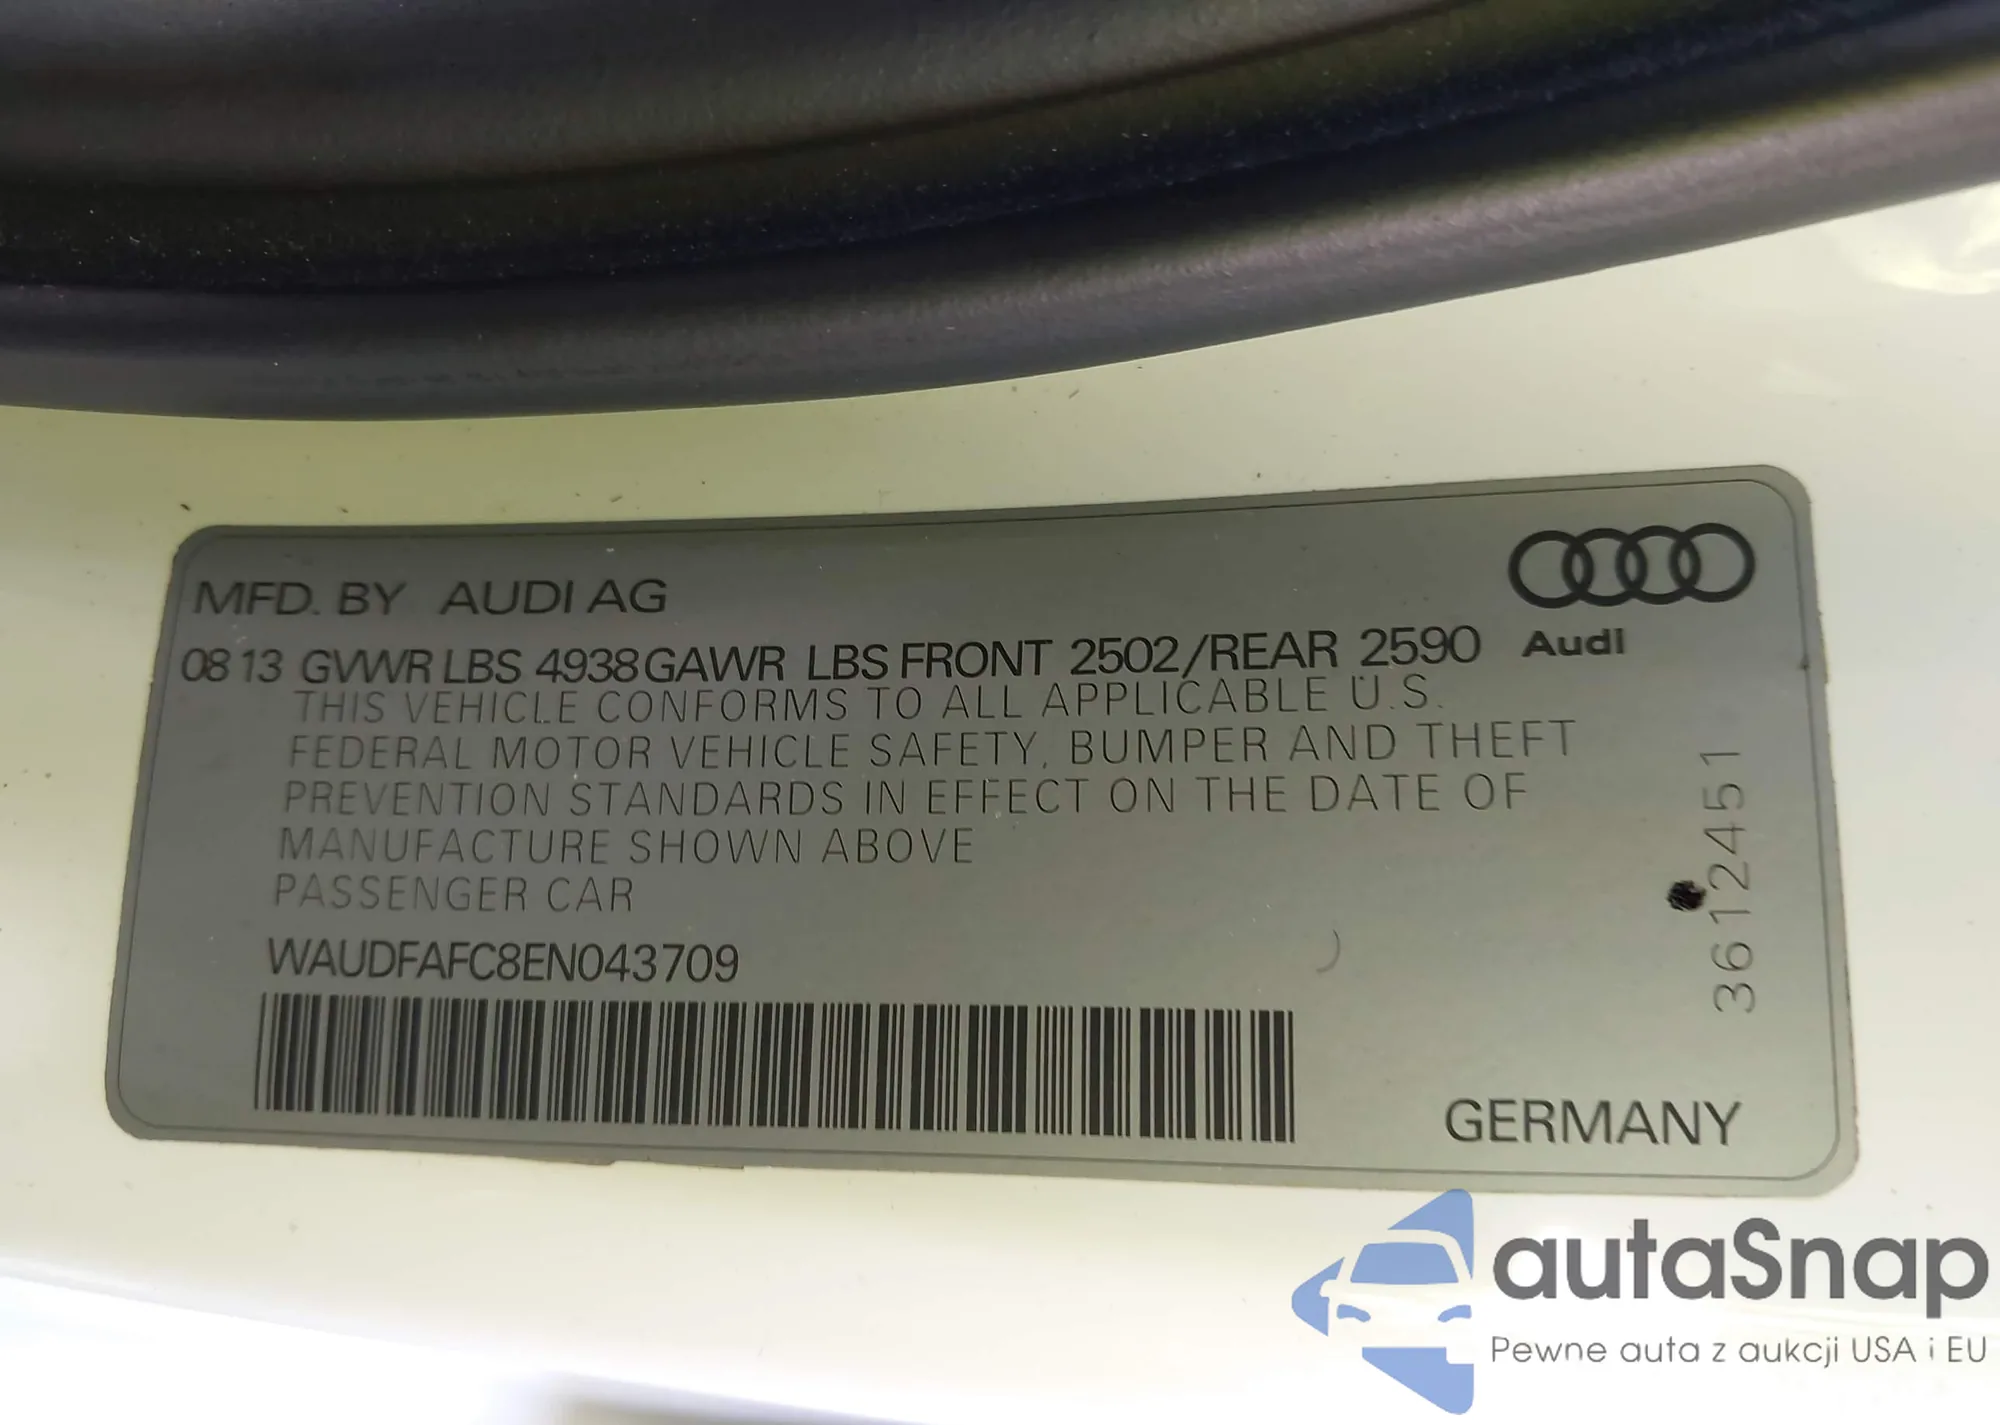 MFD. BY AUDI AG
08 13 GVWR LBS 4938 GAWR LBS FRONT 2502/REAR 2590
Audi
THIS VEHICLE CONFORMS TO ALL APPLICABLE U.S.
FEDERAL MOTOR VEHICLE SAFETY, BUMPER AND THEFT
PREVENTION STANDARDS IN EFFECT ON THE DATE OF
MANUFACTURE SHOWN ABOVE
PASSENGER CAR
WAUDFAFC8EN043709
3612451
GERMANY
autaSnap
Pewne auta z aukcji USA i EU